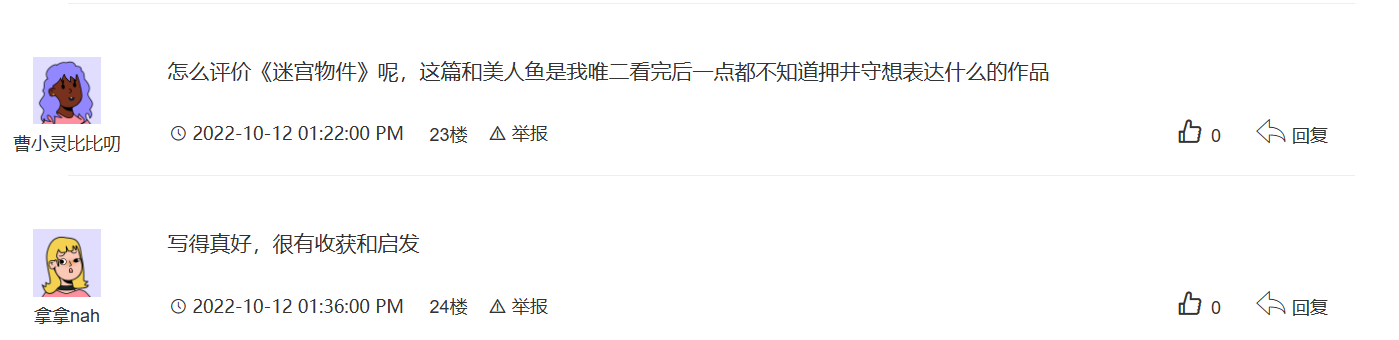 怎么评价《迷宫物件》呢，这篇和美人鱼是我唯二看完后一点都不知道押井守想表达什么的作品
曹小灵比比叨
2022-10-12 01:22:00 PM 23楼 举报 0 回复
写得真好，很有收获和启发
拿拿nah
2022-10-12 01:36:00 PM 24楼 举报 0 回复